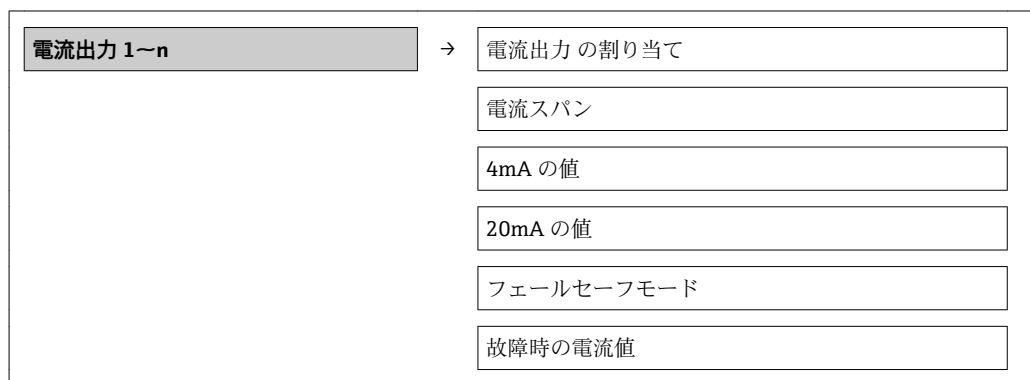 電流出力 1～n → 電流出力 の割り当て
電流スパン
4mA の値
20mA の値
フェールセーフモード
故障時の電流値